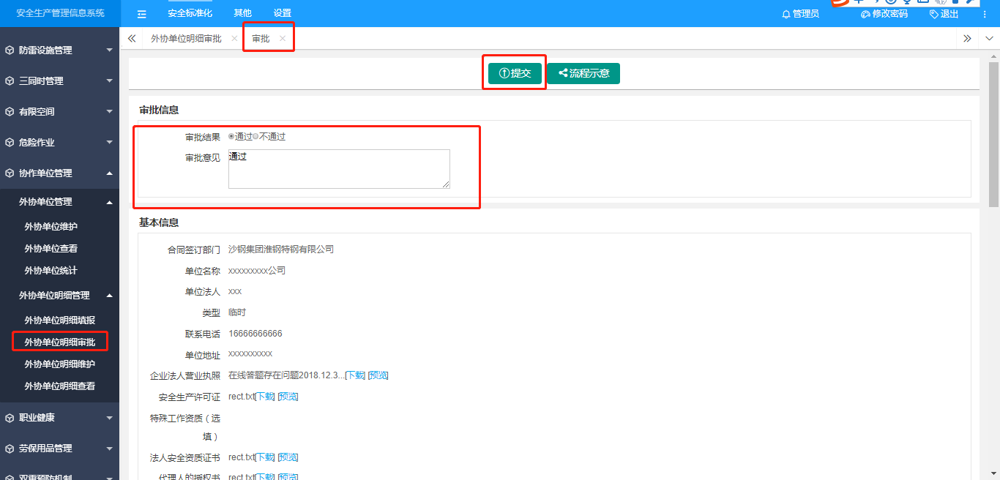 安全生产管理信息系统
安全标准化 其他 设置
管理员 修改密码 退出
外协单位明细审批 × 审批 ×
防雷设施管理
三同时管理
有限空间
危险作业
协作单位管理
外协单位管理
外协单位维护
外协单位查看
外协单位统计
外协单位明细管理
外协单位明细填报
外协单位明细审批
外协单位明细维护
外协单位明细查看
职业健康
劳保用品管理
双重预防机制
提交 流程示意
审批信息
审批结果 通过 不通过
审批意见 通过
基本信息
合同签订部门 沙钢集团淮钢特钢有限公司
单位名称 xxxxxxxxx公司
单位法人 xxx
类型 临时
联系电话 16666666666
单位地址 xxxxxxxxxx
企业法人营业执照 在线答题存在问题2018.12.3...[下载] [预览]
安全生产许可证 rect.txt[下载] [预览]
特殊工作资质（选
填）
法人安全资质证书 rect.txt[下载] [预览]
代理人的授权书 rect.txt[下载] [预览]